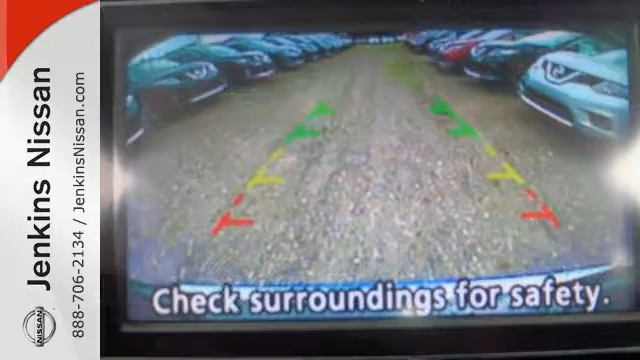 Jenkins Nissan
888-706-2134 / JenkinsNissan.com
NISSAN
Check surroundings for safety.